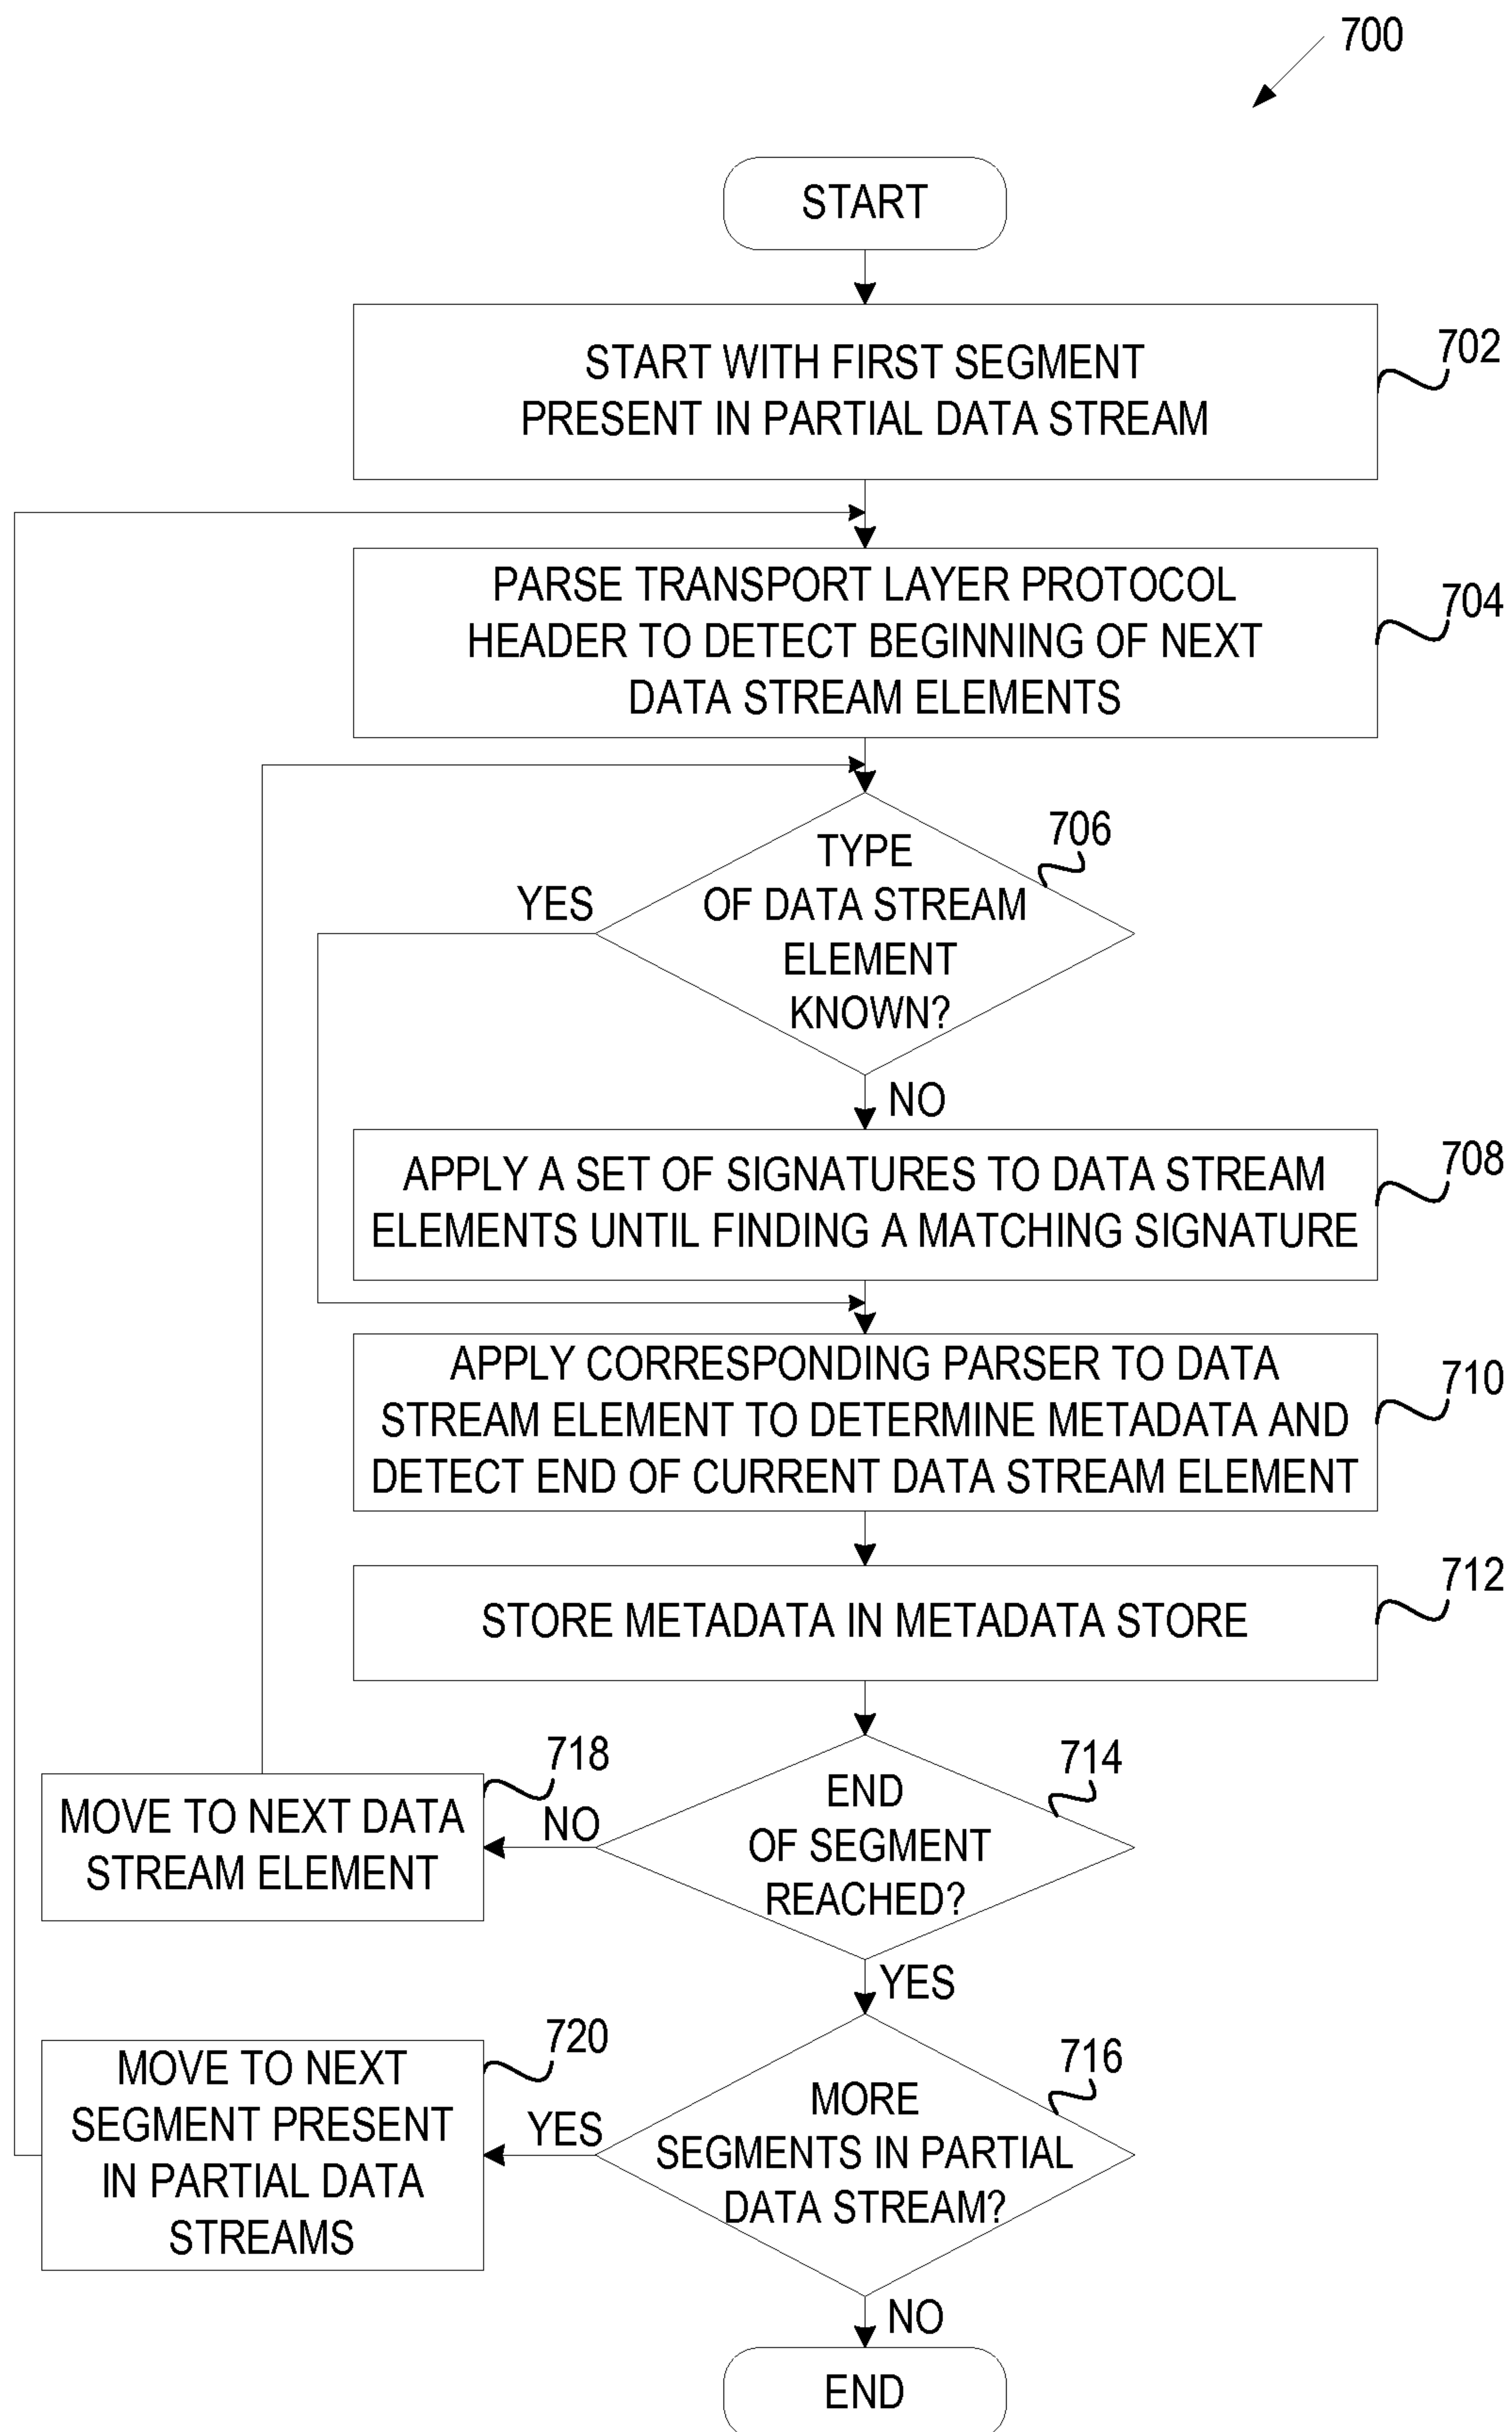 700
START
START WITH FIRST SEGMENT
PRESENT IN PARTIAL DATA STREAM
702
PARSE TRANSPORT LAYER PROTOCOL
HEADER TO DETECT BEGINNING OF NEXT
DATA STREAM ELEMENTS
704
TYPE
OF DATA STREAM
ELEMENT
KNOWN?
706
YES
NO
APPLY A SET OF SIGNATURES TO DATA STREAM
ELEMENTS UNTIL FINDING A MATCHING SIGNATURE
708
APPLY CORRESPONDING PARSER TO DATA
STREAM ELEMENT TO DETERMINE METADATA AND
DETECT END OF CURRENT DATA STREAM ELEMENT
710
STORE METADATA IN METADATA STORE
712
END
OF SEGMENT
REACHED?
714
NO
MOVE TO NEXT DATA
STREAM ELEMENT
718
YES
MORE
SEGMENTS IN PARTIAL
DATA STREAM?
716
YES
MOVE TO NEXT
SEGMENT PRESENT
IN PARTIAL DATA
STREAMS
720
NO
END